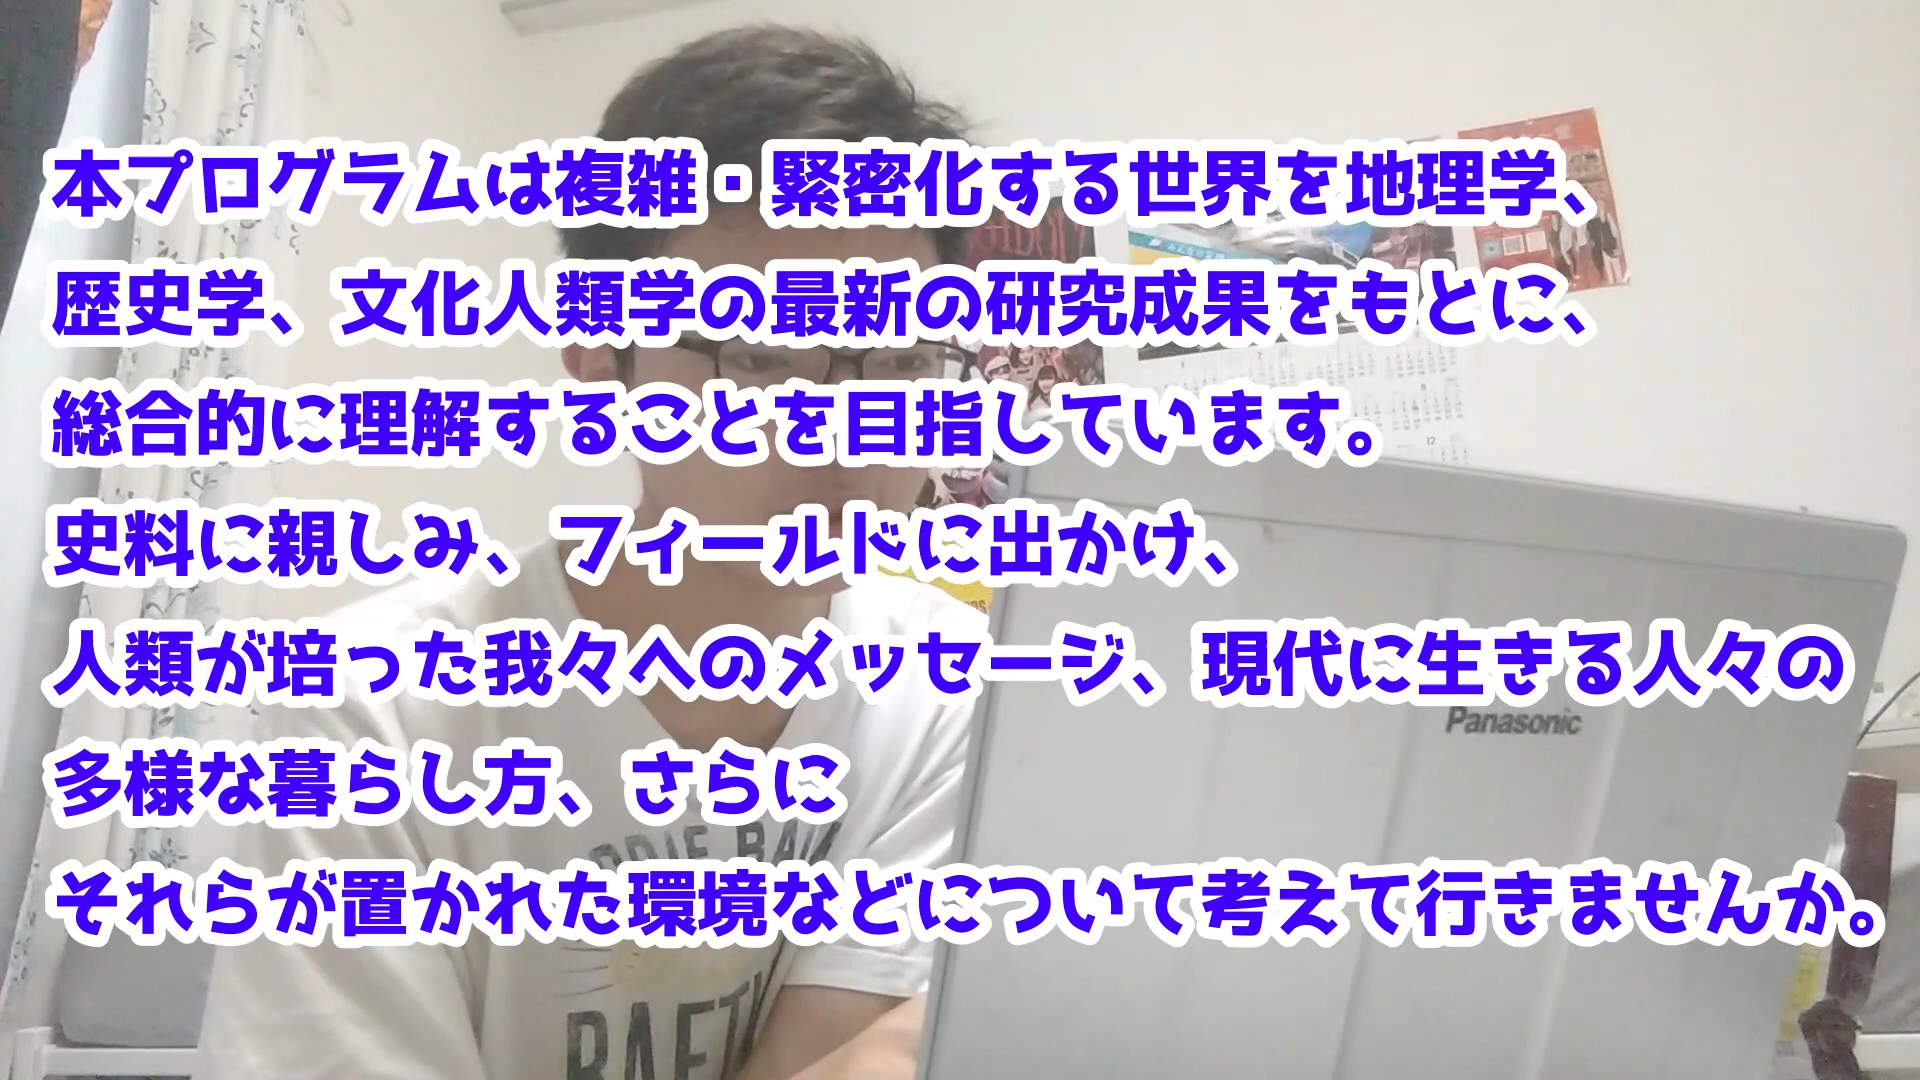 本プログラムは複雑・緊密化する世界を地理学、
歴史学、文化人類学の最新の研究成果をもとに、
総合的に理解することを目指しています。
史料に親しみ、フィールドに出かけ、
人類が培った我々へのメッセージ、現代に生きる人々の
多様な暮らし方、さらに
それらが置かれた環境などについて考えて行きませんか。
Panasonic
12